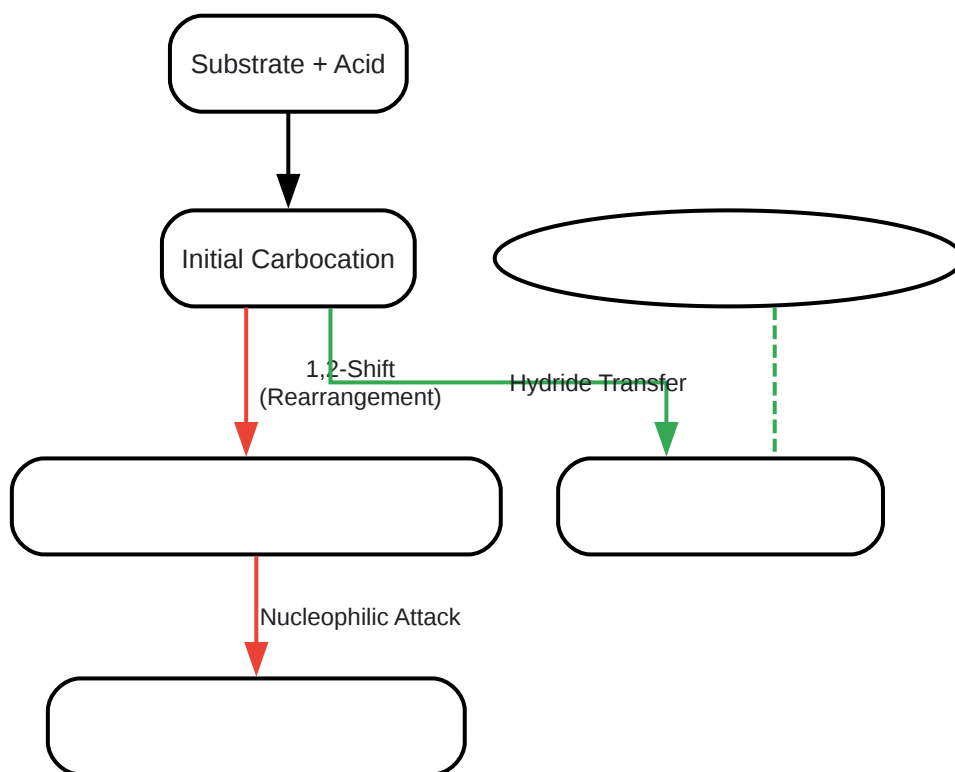 Substrate + Acid
Initial Carbocation
1,2-Shift
(Rearrangement)
Hydride Transfer
Nucleophilic Attack